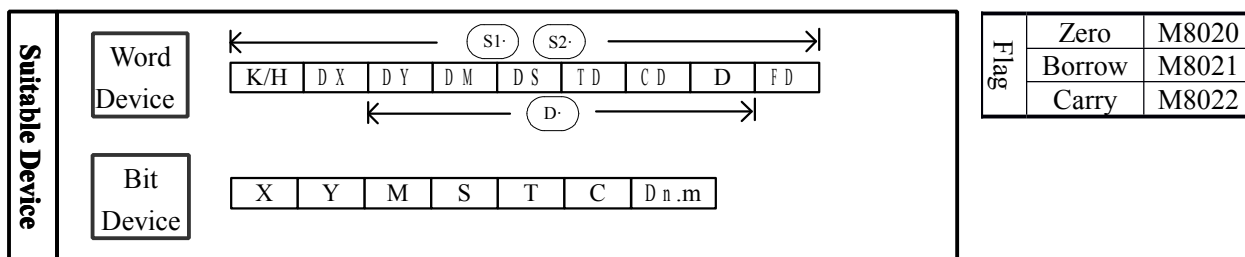 Suitable Device
Word Device
S1· S2·
K/H DX DY DM DS TD CD D FD
D·
Bit Device
X Y M S T C Dn.m
Flag
Zero M8020
Borrow M8021
Carry M8022